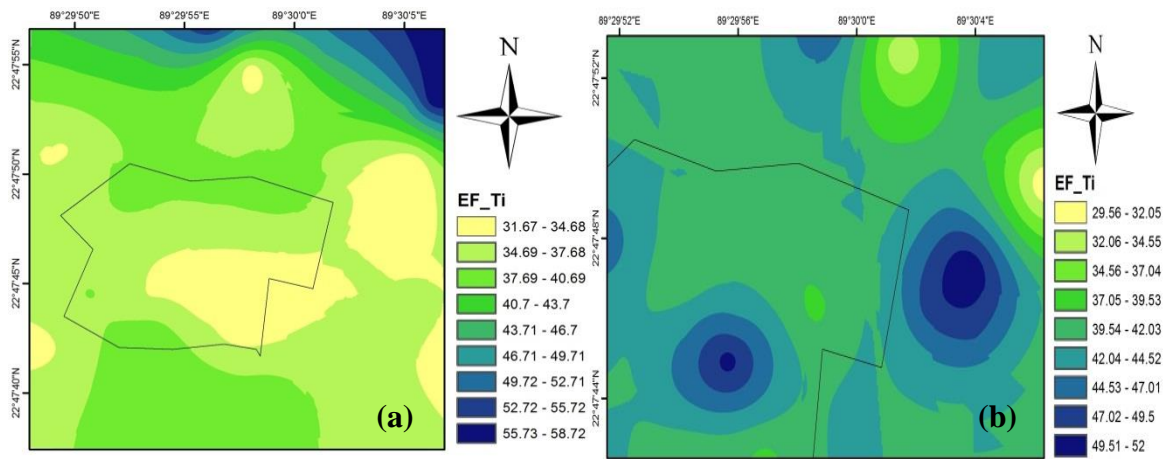 89°29'50"E 89°29'55"E 89°30'0"E 89°30'5"E
22°47'55"N
22°47'50"N
22°47'45"N
22°47'40"N
N
EF_Ti
31.67 - 34.68
34.69 - 37.68
37.69 - 40.69
40.7 - 43.7
43.71 - 46.7
46.71 - 49.71
49.72 - 52.71
52.72 - 55.72
55.73 - 58.72
(a)
89°29'52"E 89°29'56"E 89°30'0"E 89°30'4"E
22°47'52"N
22°47'48"N
22°47'44"N
N
EF_Ti
29.56 - 32.05
32.06 - 34.55
34.56 - 37.04
37.05 - 39.53
39.54 - 42.03
42.04 - 44.52
44.53 - 47.01
47.02 - 49.5
49.51 - 52
(b)